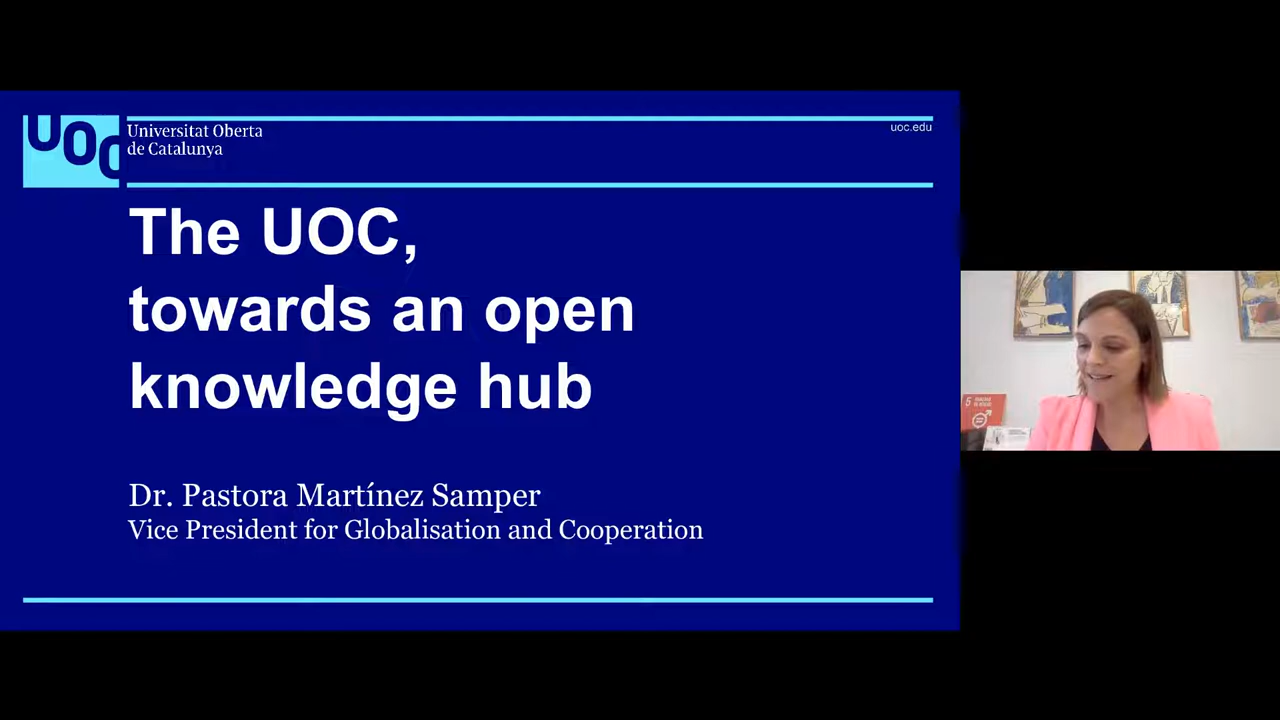 UOC
Universitat Oberta
de Catalunya
uoc.edu
The UOC,
towards an open
knowledge hub
Dr. Pastora Martínez Samper
Vice President for Globalisation and Cooperation
5